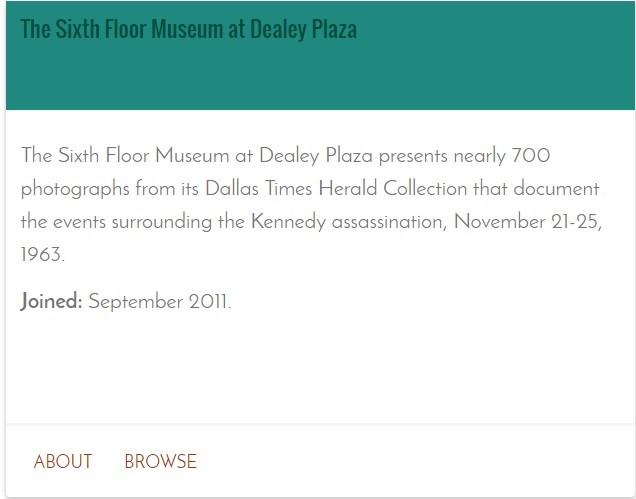 The Sixth Floor Museum at Dealey Plaza
The Sixth Floor Museum at Dealey Plaza presents nearly 700
photographs from its Dallas Times Herald Collection that document
the events surrounding the Kennedy assassination, November 21-25,
1963.
Joined: September 2011.
ABOUT BROWSE